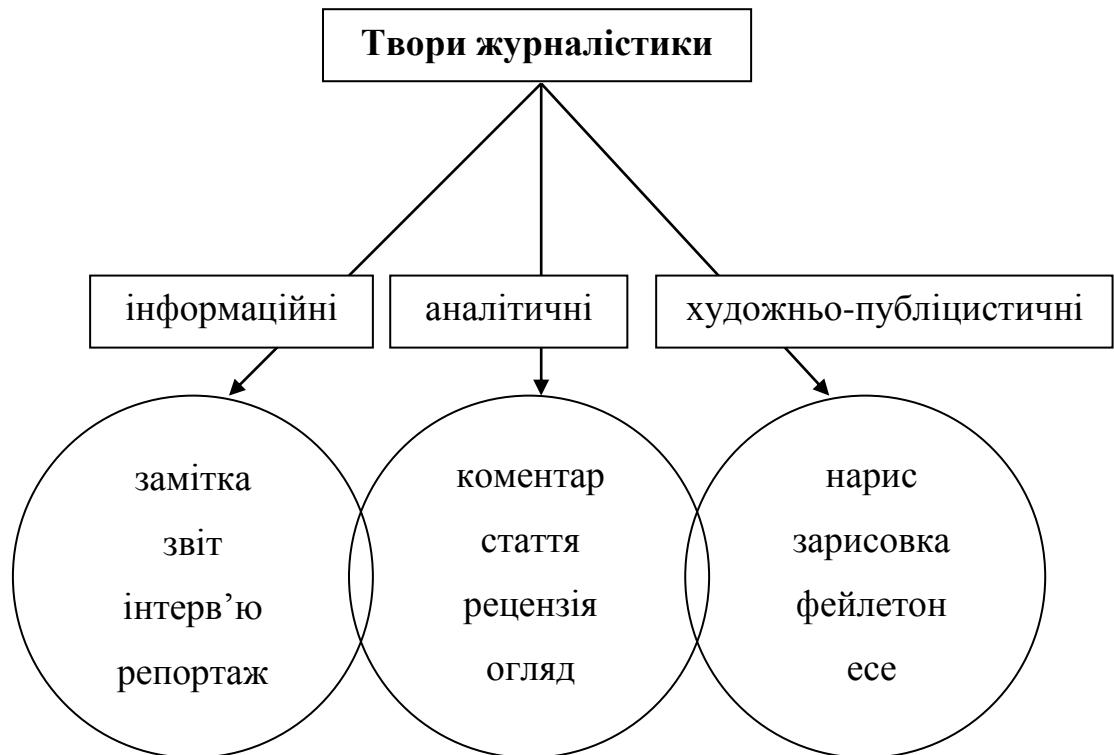 Твори журналістики
інформаційні
аналітичні
художньо-публіцистичні
замітка
звіт
інтерв’ю
репортаж
коментар
стаття
рецензія
огляд
нарис
зарисовка
фейлетон
есе